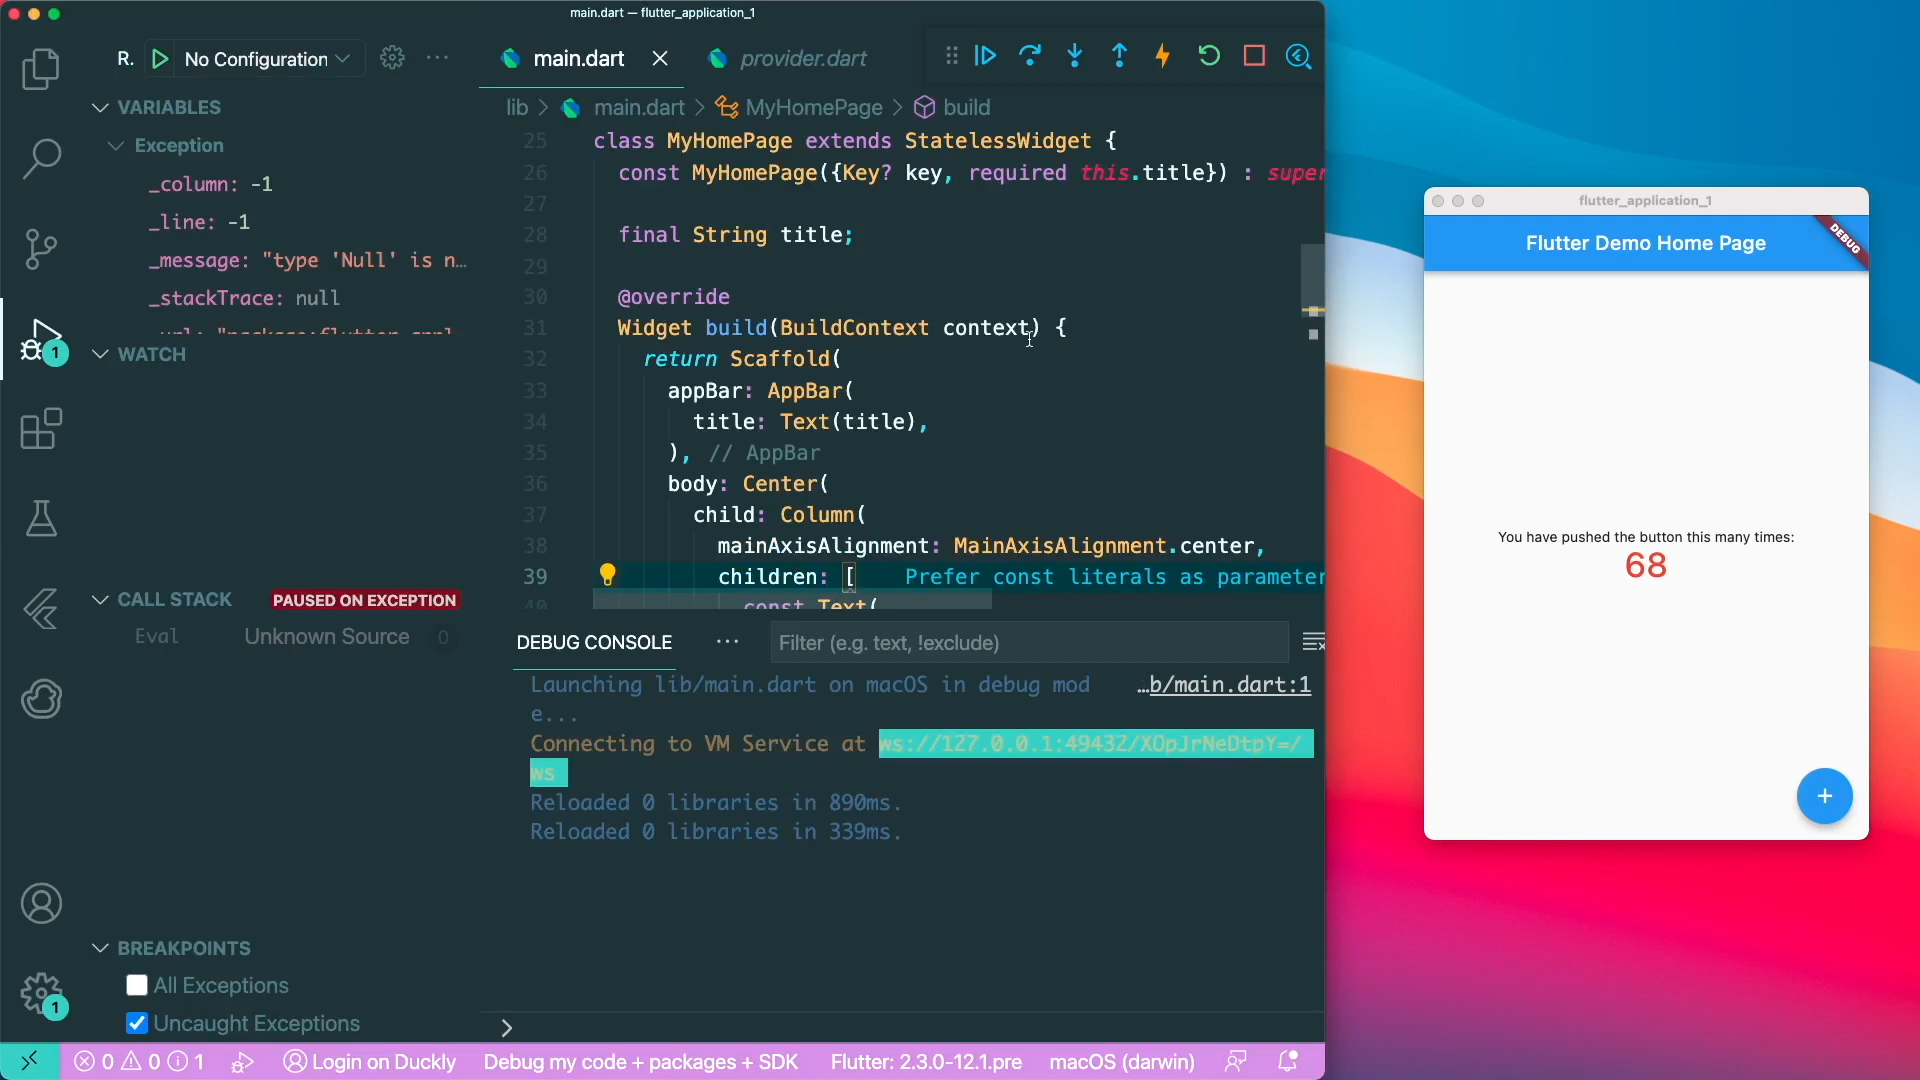 main.dart — flutter_application_1
R.
No Configuration
main.dart
provider.dart
VARIABLES
Exception
_column: -1
_line: -1
_message: "type 'Null' is n…
_stackTrace: null
WATCH
CALL STACK
PAUSED ON EXCEPTION
Eval
Unknown Source
0
BREAKPOINTS
All Exceptions
Uncaught Exceptions
1
1
lib > main.dart > MyHomePage > build
25 class MyHomePage extends StatelessWidget {
26 const MyHomePage({Key? key, required this.title}) : super
27
28 final String title;
29
30 @override
31 Widget build(BuildContext context) {
32 return Scaffold(
33 appBar: AppBar(
34 title: Text(title),
35 ), // AppBar
36 body: Center(
37 child: Column(
38 mainAxisAlignment: MainAxisAlignment.center,
39 children: [ Prefer const literals as parameter
40 const Text(
DEBUG CONSOLE
Filter (e.g. text, !exclude)
Launching lib/main.dart on macOS in debug mod
…b/main.dart:1
e...
Connecting to VM Service at ws://127.0.0.1:49432/XOpJrNeDtpY=/
ws
Reloaded 0 libraries in 890ms.
Reloaded 0 libraries in 339ms.
0 0 1
Login on Duckly
Debug my code + packages + SDK
Flutter: 2.3.0-12.1.pre
macOS (darwin)
flutter_application_1
Flutter Demo Home Page
DEBUG
You have pushed the button this many times:
68
+